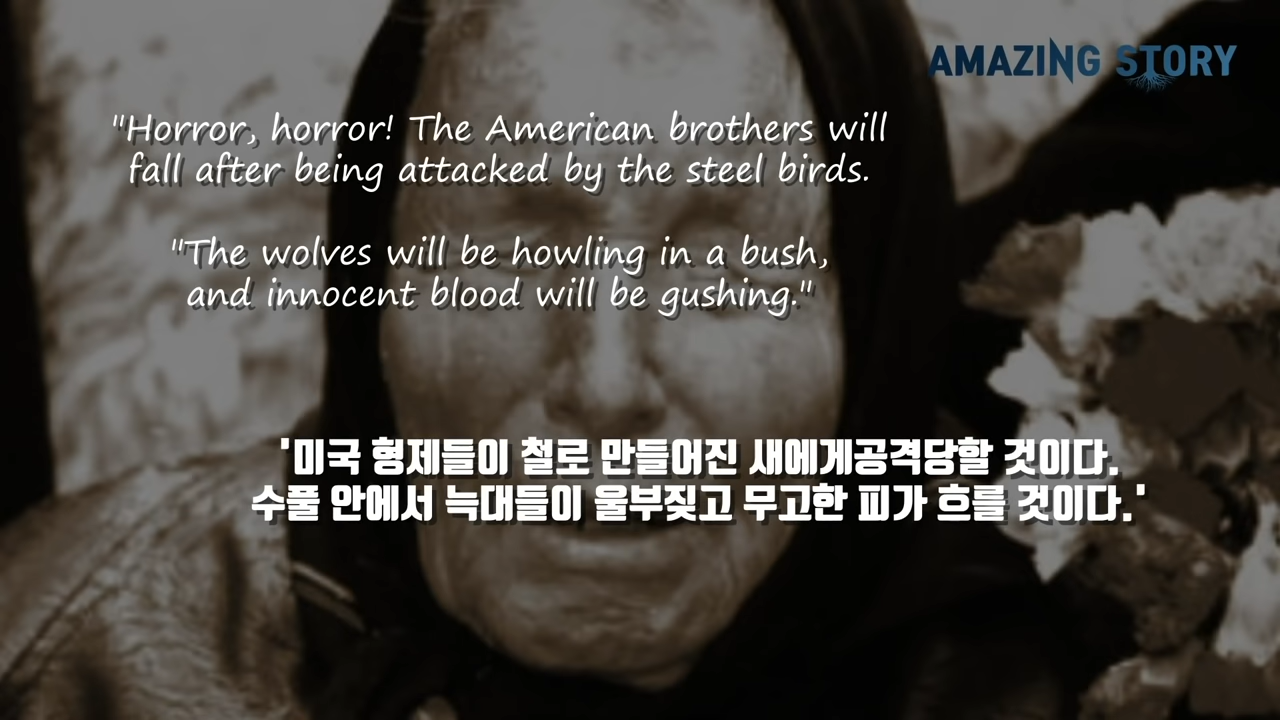 AMAZING STORY
"Horror, horror! The American brothers will
fall after being attacked by the steel birds.
"The wolves will be howling in a bush,
and innocent blood will be gushing."
'미국 형제들이 철로 만들어진 새에게공격당할 것이다.
수풀 안에서 늑대들이 울부짖고 무고한 피가 흐를 것이다.'